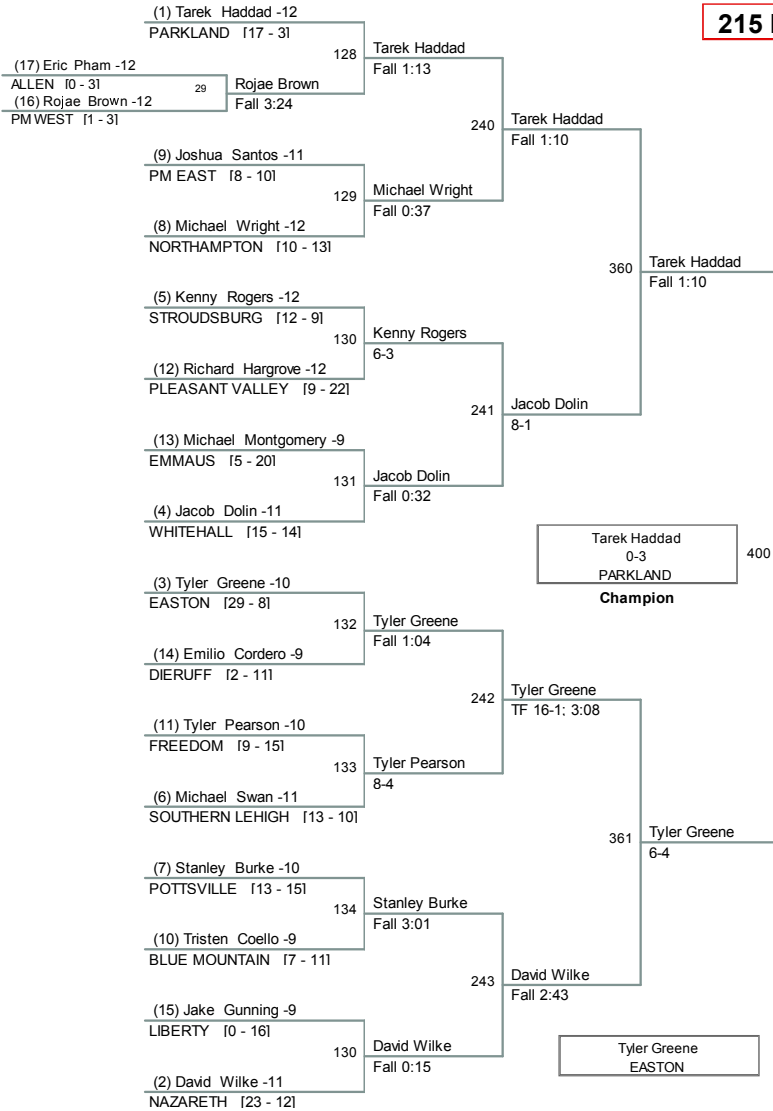 (1) Tarek Haddad -12
PARKLAND [17 - 3]
215
128
Tarek Haddad
Fall 1:13
(17) Eric Pham -12
ALLEN [0 - 3]
29
Rojae Brown
Fall 3:24
(16) Rojae Brown -12
PM WEST [1 - 3]
240
Tarek Haddad
Fall 1:10
(9) Joshua Santos -11
PM EAST [8 - 10]
129
Michael Wright
Fall 0:37
(8) Michael Wright -12
NORTHAMPTON [10 - 13]
360
Tarek Haddad
Fall 1:10
(5) Kenny Rogers -12
STROUDSBURG [12 - 9]
130
Kenny Rogers
6-3
(12) Richard Hargrove -12
PLEASANT VALLEY [9 - 22]
241
Jacob Dolin
8-1
(13) Michael Montgomery -9
EMMAUS [5 - 20]
131
Jacob Dolin
Fall 0:32
(4) Jacob Dolin -11
WHITEHALL [15 - 14]
Tarek Haddad
0-3
PARKLAND
400
Champion
(3) Tyler Greene -10
EASTON [29 - 8]
132
Tyler Greene
Fall 1:04
(14) Emilio Cordero -9
DIERUFF [2 - 11]
242
Tyler Greene
TF 16-1; 3:08
(11) Tyler Pearson -10
FREEDOM [9 - 15]
133
Tyler Pearson
8-4
(6) Michael Swan -11
SOUTHERN LEHIGH [13 - 10]
361
Tyler Greene
6-4
(7) Stanley Burke -10
POTTSVILLE [13 - 15]
134
Stanley Burke
Fall 3:01
(10) Tristen Coello -9
BLUE MOUNTAIN [7 - 11]
243
David Wilke
Fall 2:43
(15) Jake Gunning -9
LIBERTY [0 - 16]
130
David Wilke
Fall 0:15
(2) David Wilke -11
NAZARETH [23 - 12]
Tyler Greene
EASTON